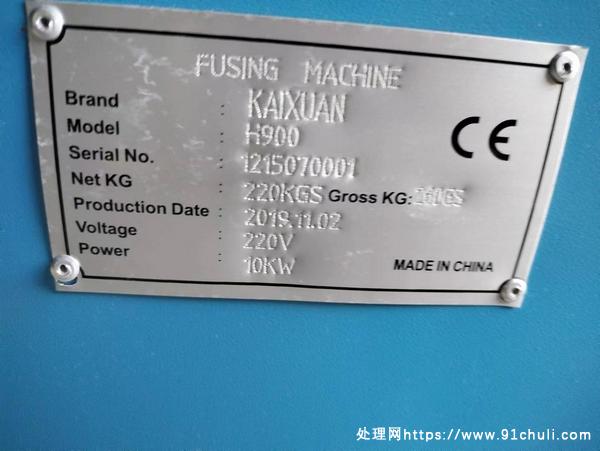 FUSING MACHINE
Brand : KAIXUAN
Model : H900
Serial No. : 1215070001
Net KG : 220KGS Gross KG:
Production Date : 2019.11.02
Voltage : 220V
Power : 10KW
CE
MADE IN CHINA
处理网https://www.91chuli.com/